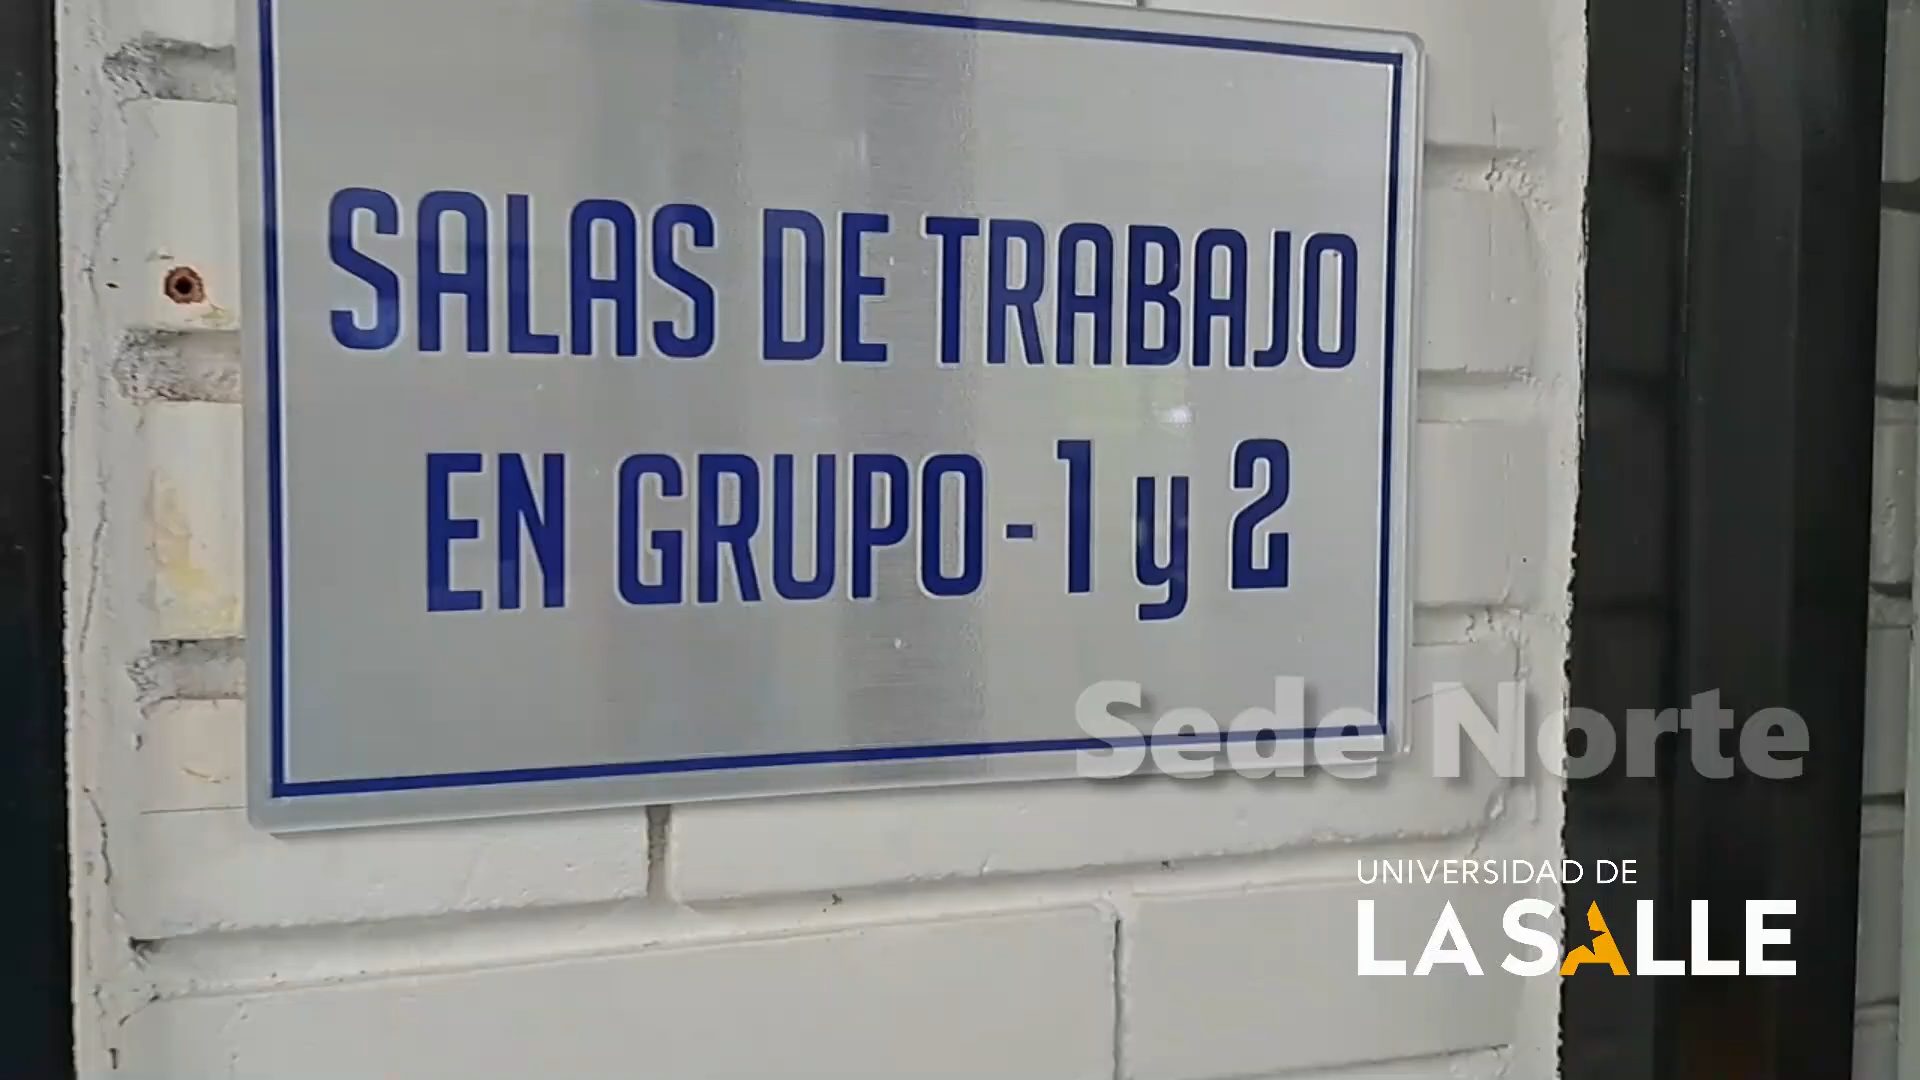 SALAS DE TRABAJO
EN GRUPO - 1 y 2
Sede Norte
UNIVERSIDAD DE
LA SALLE